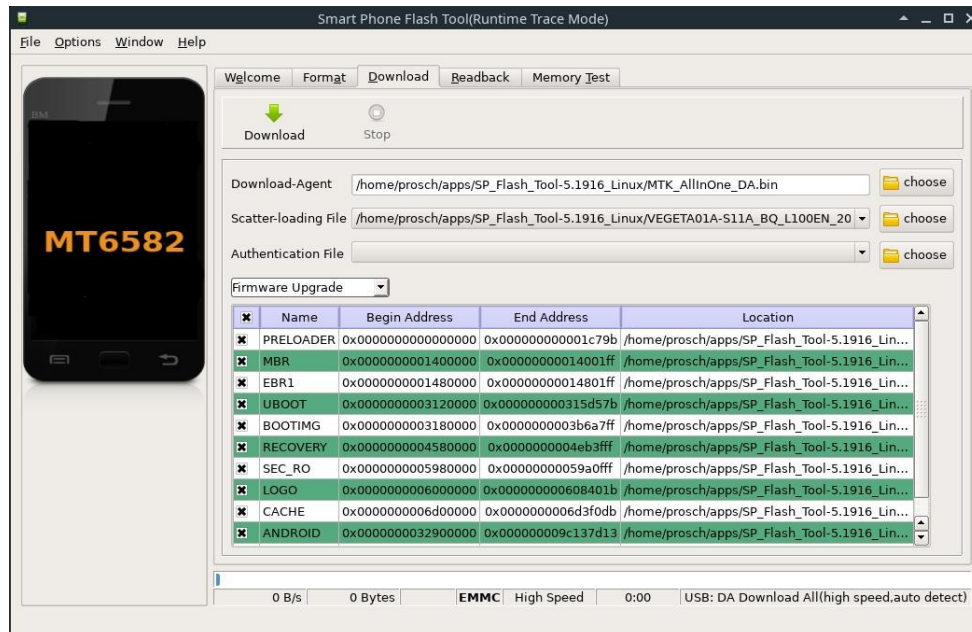 Smart Phone Flash Tool(Runtime Trace Mode)
File Options Window Help
BM
MT6582
Welcome Format Download Readback Memory Test
Download Stop
Download-Agent /home/prosch/apps/SP_Flash_Tool-5.1916_Linux/MTK_AllInOne_DA.bin choose
Scatter-loading File /home/prosch/apps/SP_Flash_Tool-5.1916_Linux/VEGETA01A-S11A_BQ_L100EN_20 choose
Authentication File choose
Firmware Upgrade
Name Begin Address End Address Location
PRELOADER 0x0000000000000000 0x000000000001c79b /home/prosch/apps/SP_Flash_Tool-5.1916_Lin...
MBR 0x0000000001400000 0x00000000014001ff /home/prosch/apps/SP_Flash_Tool-5.1916_Lin...
EBR1 0x0000000001480000 0x00000000014801ff /home/prosch/apps/SP_Flash_Tool-5.1916_Lin...
UBOOT 0x0000000003120000 0x000000000315d57b /home/prosch/apps/SP_Flash_Tool-5.1916_Lin...
BOOTIMG 0x0000000003180000 0x0000000003b6a7ff /home/prosch/apps/SP_Flash_Tool-5.1916_Lin...
RECOVERY 0x0000000004580000 0x0000000004eb3fff /home/prosch/apps/SP_Flash_Tool-5.1916_Lin...
SEC_RO 0x0000000005980000 0x00000000059a0fff /home/prosch/apps/SP_Flash_Tool-5.1916_Lin...
LOGO 0x0000000006000000 0x000000000608401b /home/prosch/apps/SP_Flash_Tool-5.1916_Lin...
CACHE 0x0000000006d00000 0x0000000006d3f0db /home/prosch/apps/SP_Flash_Tool-5.1916_Lin...
ANDROID 0x0000000032900000 0x000000009c137d13 /home/prosch/apps/SP_Flash_Tool-5.1916_Lin...
0 B/s 0 Bytes EMMC High Speed 0:00 USB: DA Download All(high speed,auto detect)